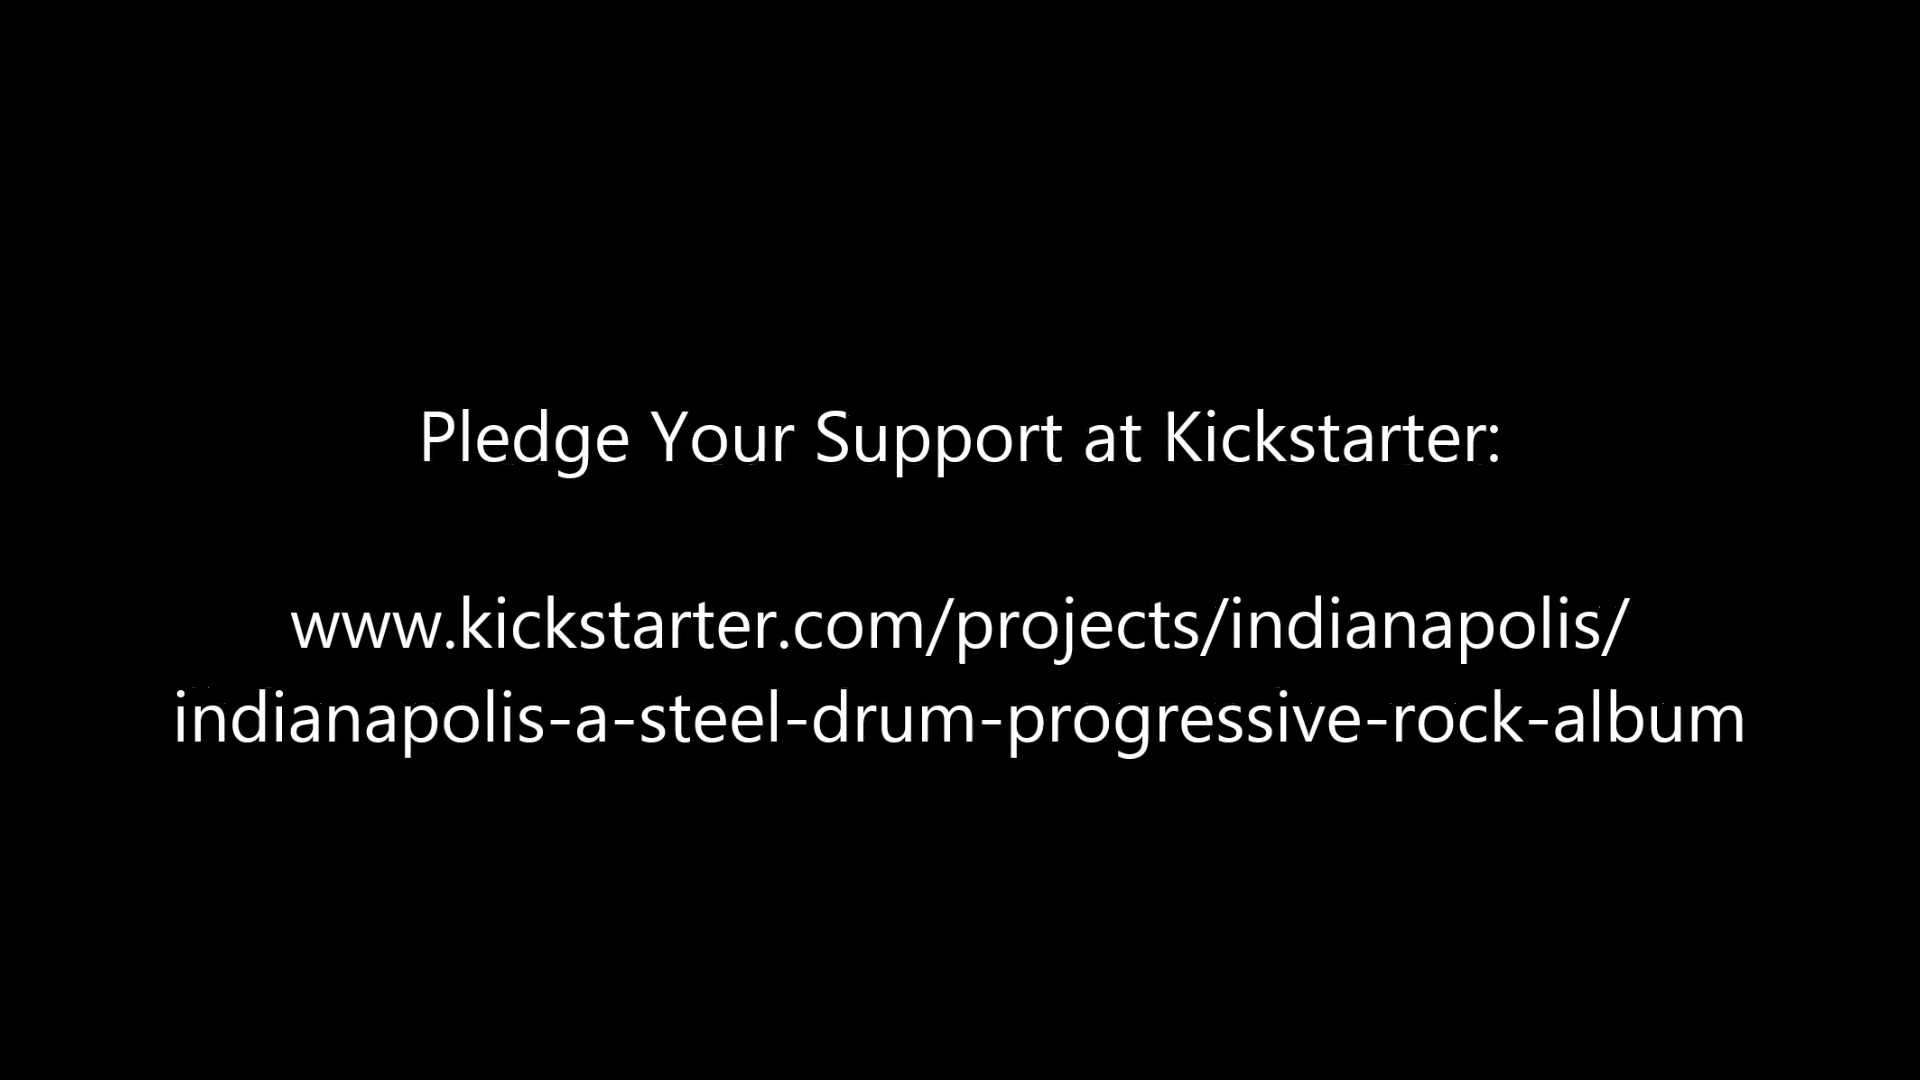 Pledge Your Support at Kickstarter:
www.kickstarter.com/projects/indianapolis/
indianapolis-a-steel-drum-progressive-rock-album